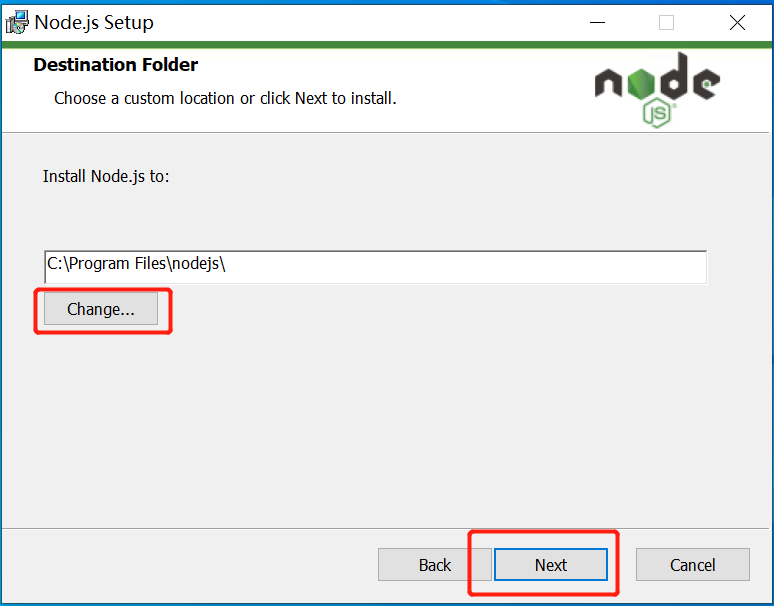 Node.js Setup
Destination Folder
Choose a custom location or click Next to install.
node
JS
Install Node.js to:
C:\Program Files\nodejs\
Change...
Back
Next
Cancel